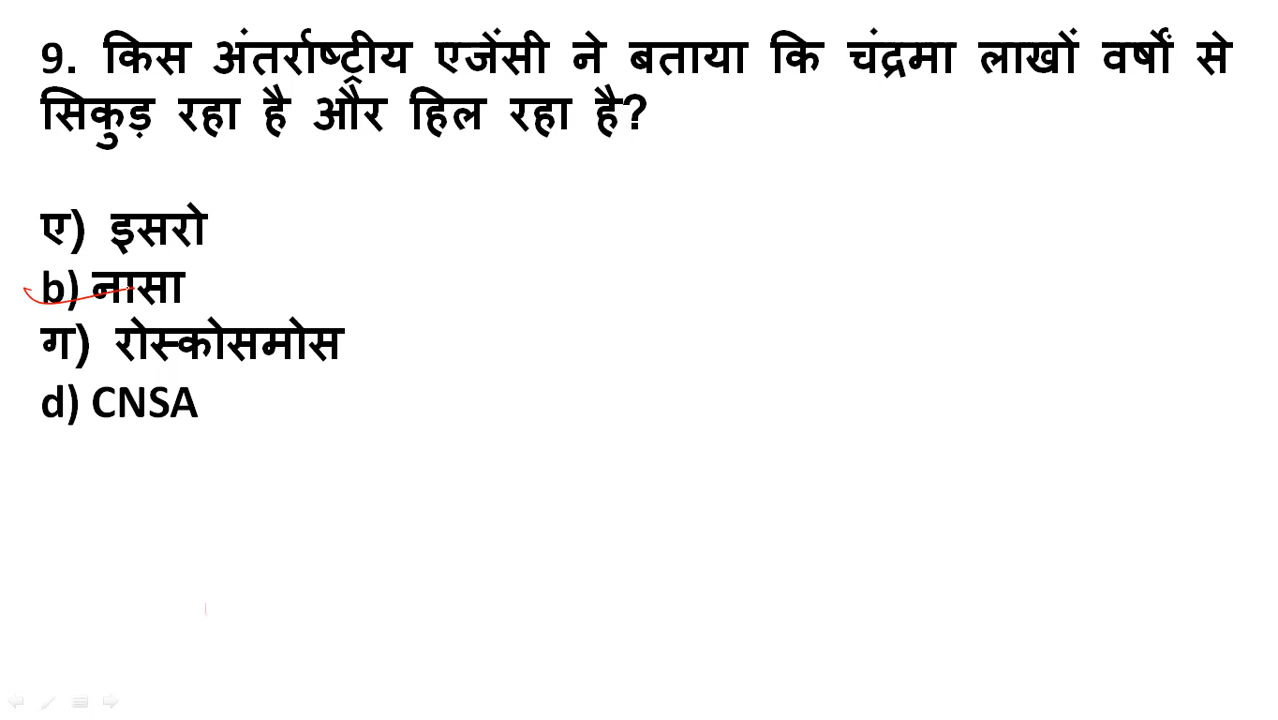 9. किस अंतर्राष्ट्रीय एजेंसी ने बताया कि चंद्रमा लाखों वर्षों से
सिकुड़ रहा है और हिल रहा है?
ए) इसरो
b) नासा
ग) रोस्कोसमोस
d) CNSA